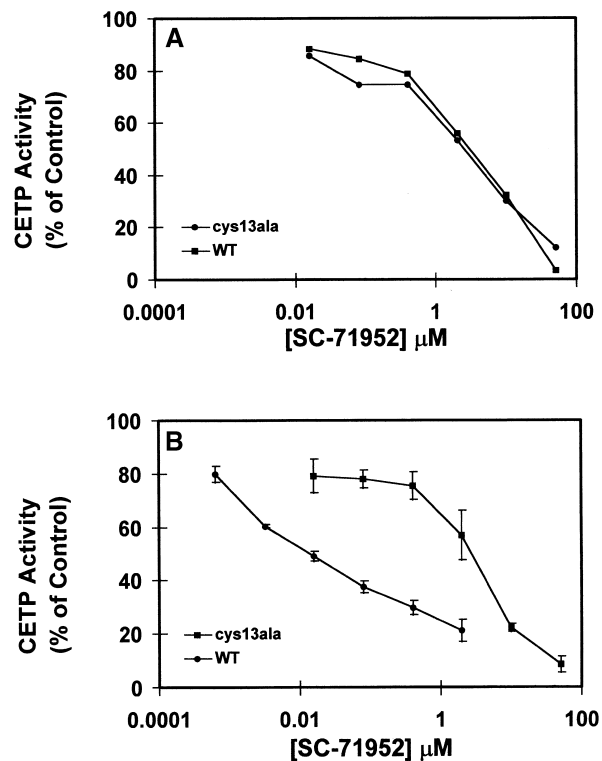 A
100
80
60
40
20
0
CETP Activity
(% of Control)
cys13ala
WT
0.0001 0.01 1 100
[SC-71952] µM
B
100
80
60
40
20
0
CETP Activity
(% of Control)
cys13ala
WT
0.0001 0.01 1 100
[SC-71952] µM